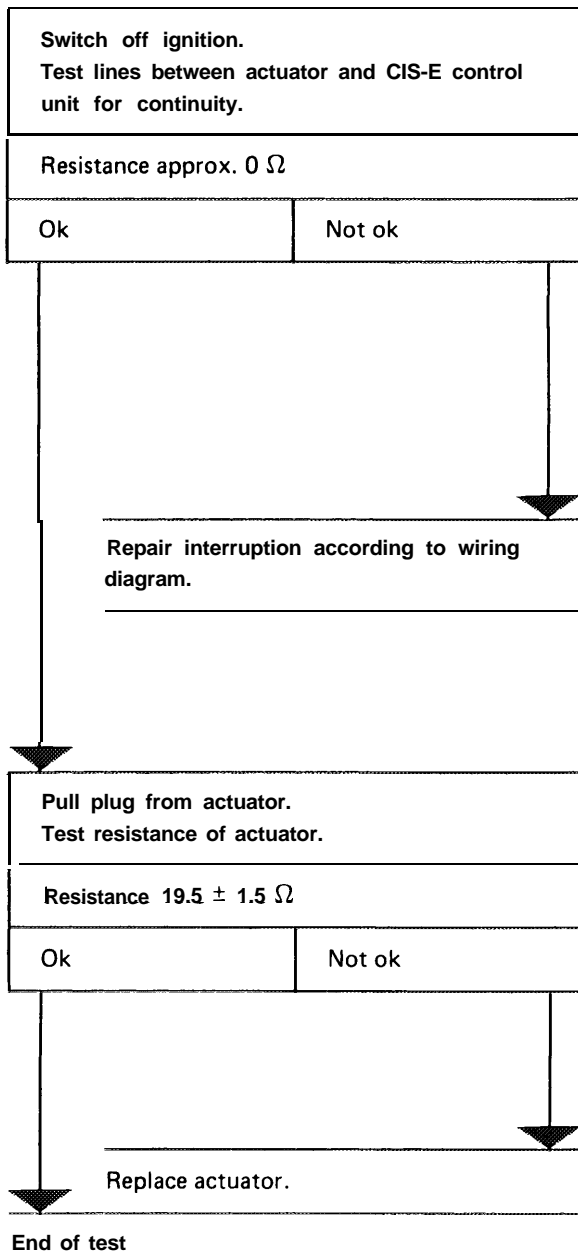 Switch off ignition.
Test lines between actuator and CIS-E control
unit for continuity.
Resistance approx. 0 Ω
Ok
Not ok
Repair interruption according to wiring
diagram.
Pull plug from actuator.
Test resistance of actuator.
Resistance 19.5 ± 1.5 Ω
Ok
Not ok
Replace actuator.
End of test